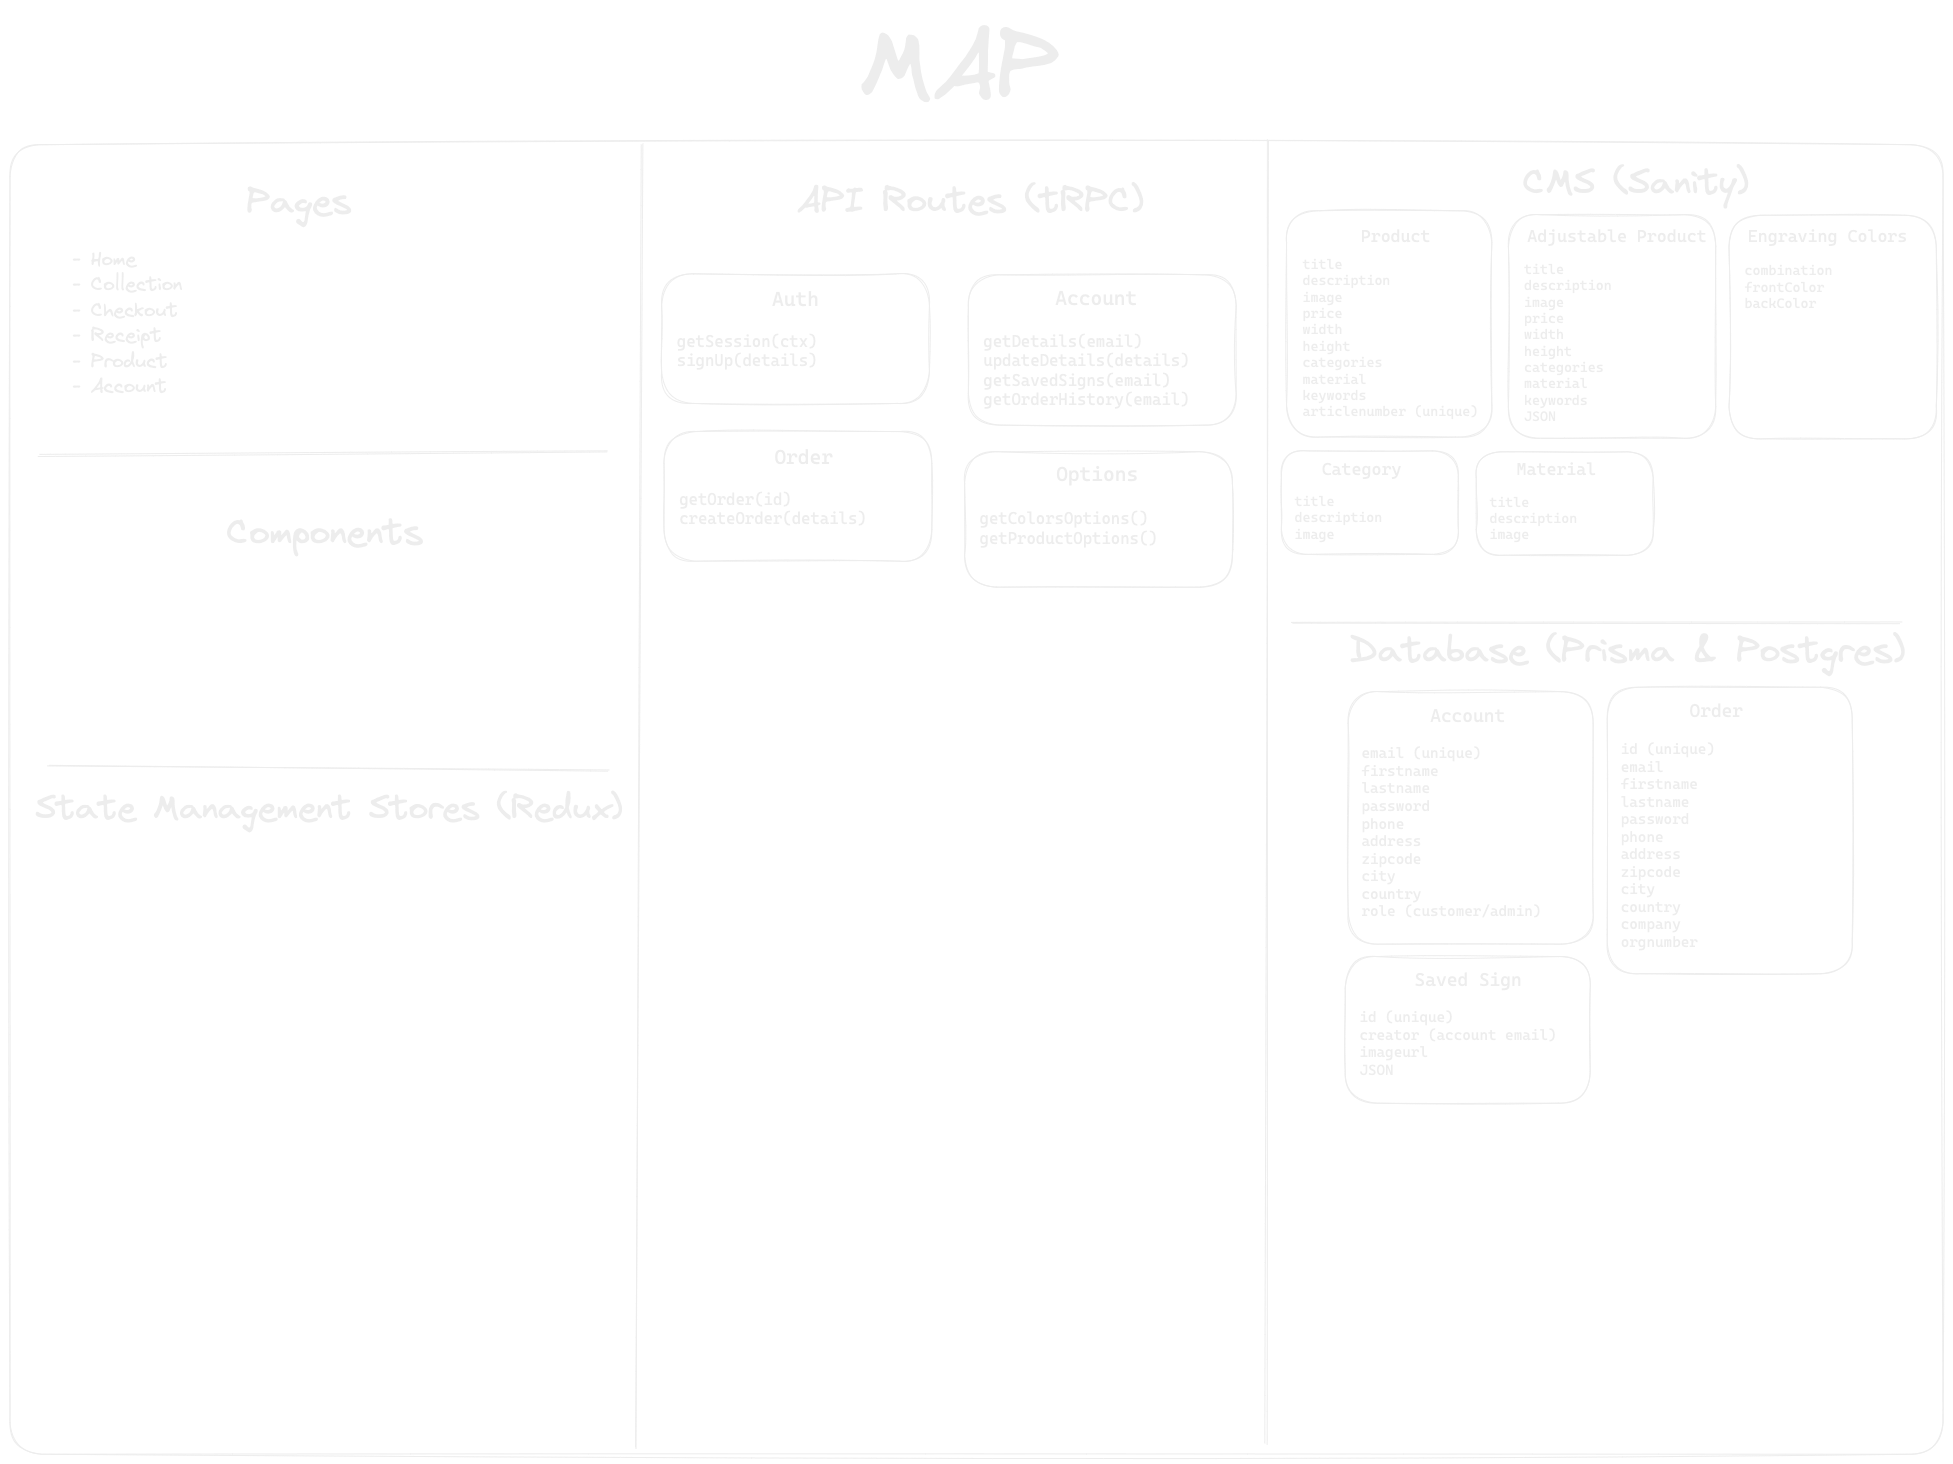 MAP
Pages
- Home
- Collection
- Checkout
- Receipt
- Product
- Account
Components
State Management Stores (Redux)
API Routes (tRPC)
Auth
getSession(ctx)
signUp(details)
Account
getDetails(email)
updateDetails(details)
getSavedSigns(email)
getOrderHistory(email)
Order
getOrder(id)
createOrder(details)
Options
getColorsOptions()
getProductOptions()
CMS (Sanity)
Product
title
description
image
price
width
height
categories
material
keywords
articlenumber (unique)
Adjustable Product
title
description
image
price
width
height
categories
material
keywords
JSON
Engraving Colors
combination
frontColor
backColor
Category
title
description
image
Material
title
description
image
Database (Prisma & Postgres)
Account
email (unique)
firstname
lastname
password
phone
address
zipcode
city
country
role (customer/admin)
Order
id (unique)
email
firstname
lastname
password
phone
address
zipcode
city
country
company
orgnumber
Saved Sign
id (unique)
creator (account email)
imageurl
JSON